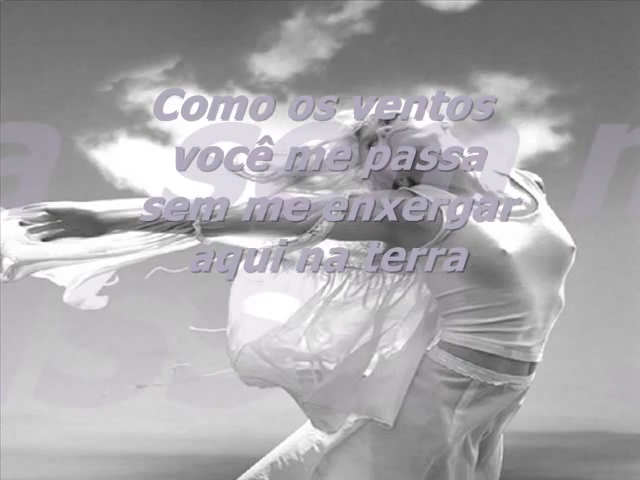 Como os ventos
você me passa
sem me enxergar
aqui na terra